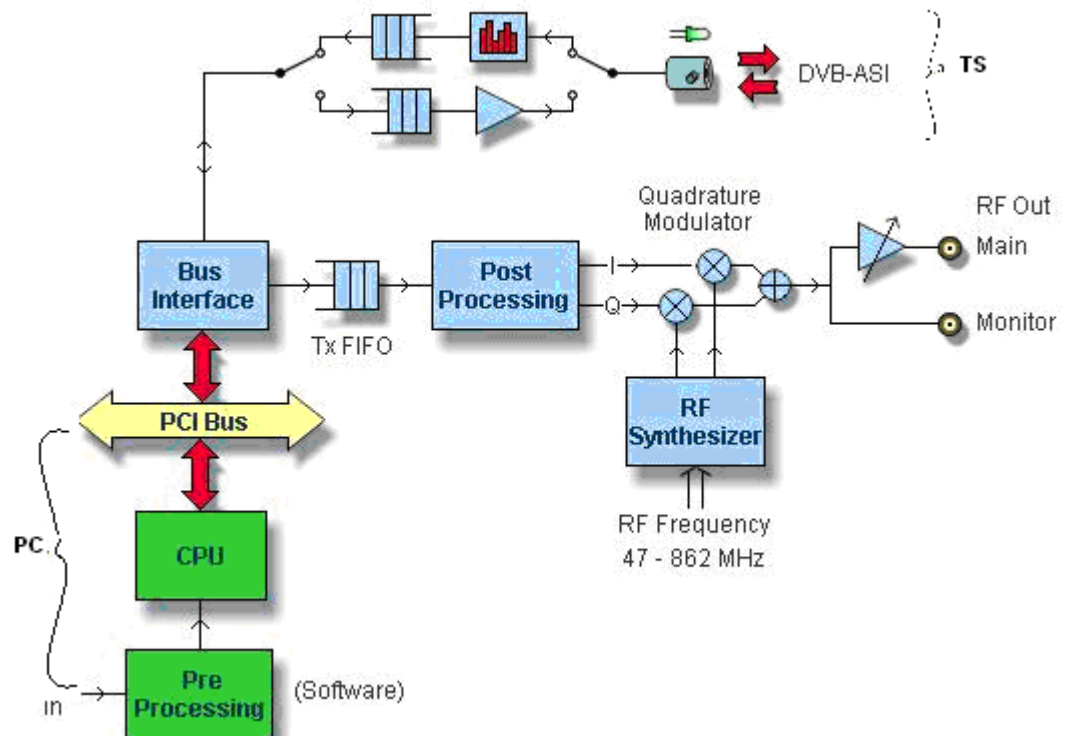 DVB-ASI
TS
Quadrature
Modulator
RF Out
Main
Monitor
Bus
Interface
Tx FIFO
Post
Processing
I
Q
RF
Synthesizer
RF Frequency
47 - 862 MHz
PCI Bus
PC
CPU
in
Pre
Processing
(Software)